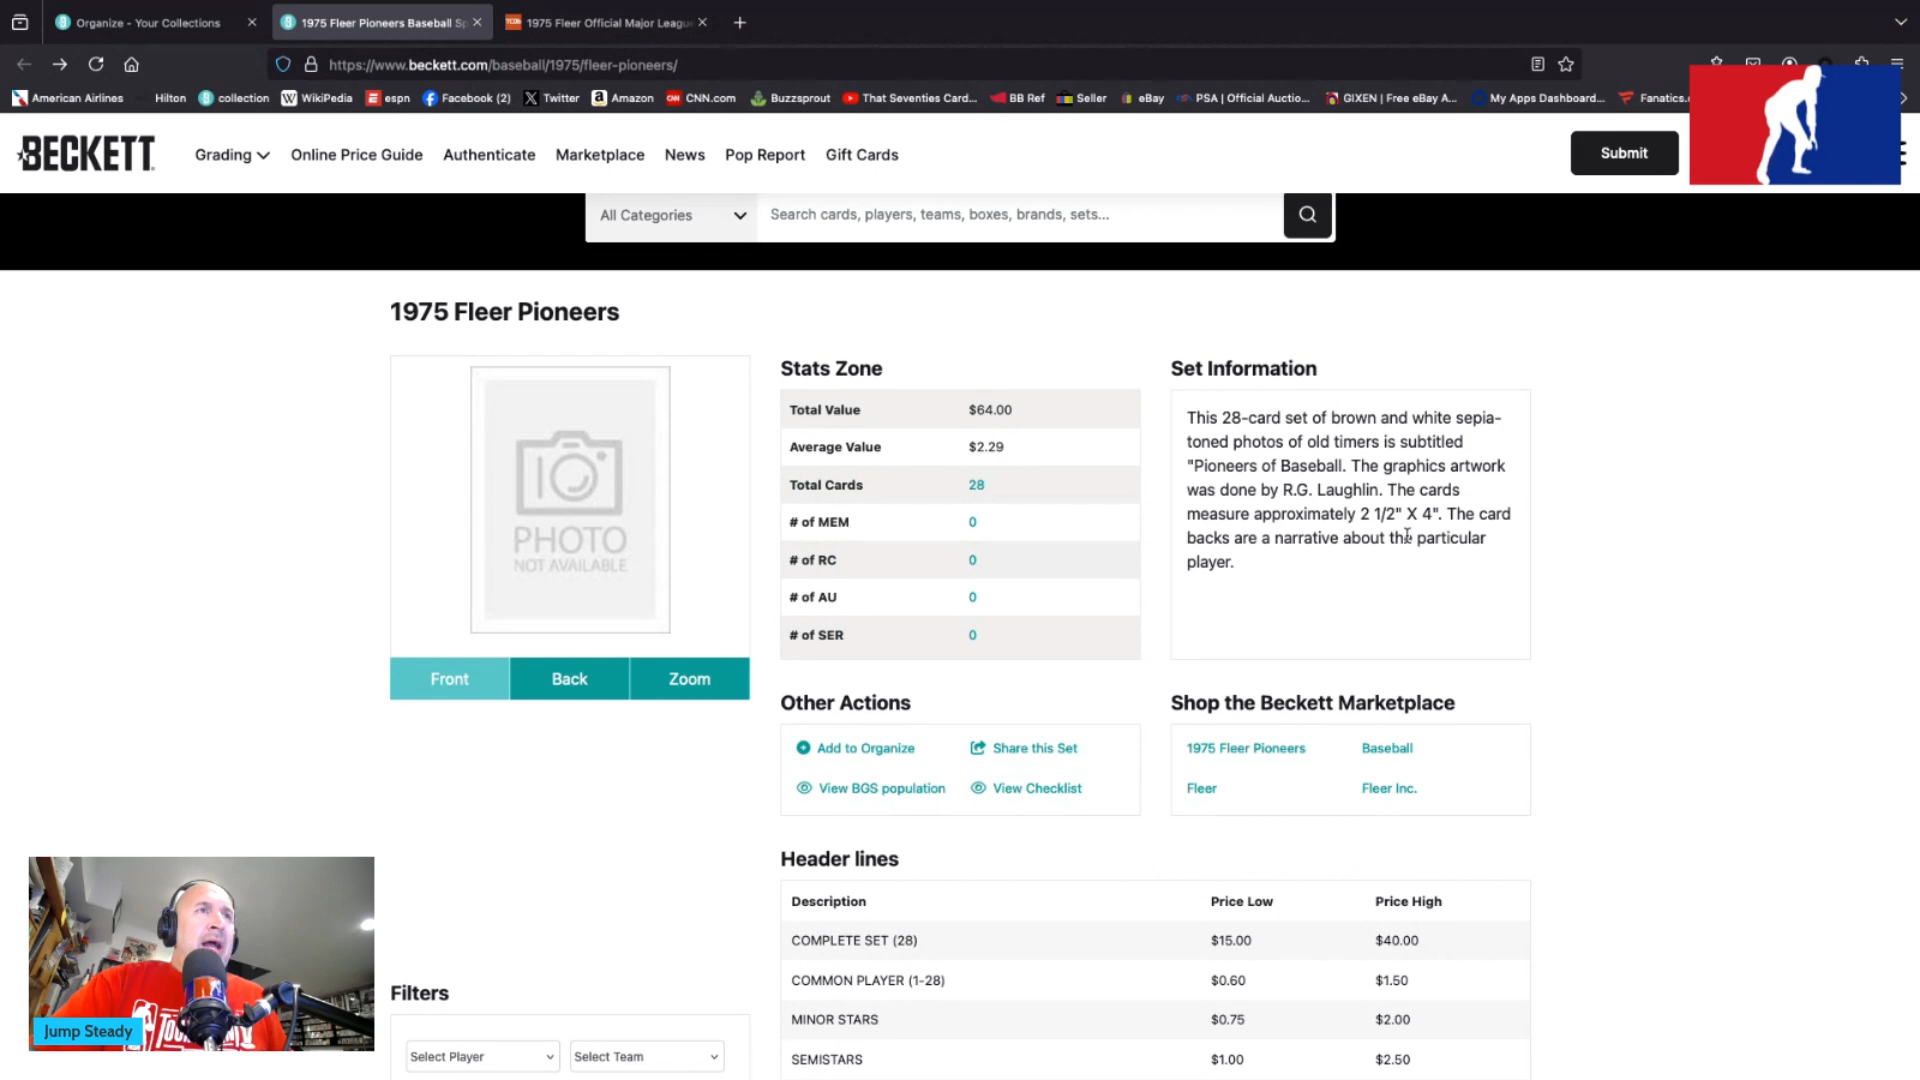 Organize - Your Collections
1975 Fleer Pioneers Baseball Sp
1975 Fleer Official Major Leagu
https://www.beckett.com/baseball/1975/fleer-pioneers/
American Airlines
Hilton
collection
WikiPedia
espn
Facebook (2)
Twitter
Amazon
CNN.com
Buzzsprout
That Seventies Card...
BB Ref
Seller
eBay
PSA | Official Auctio...
GIXEN | Free eBay A...
My Apps Dashboard...
Fanatics.
BECKETT
Grading
Online Price Guide
Authenticate
Marketplace
News
Pop Report
Gift Cards
Submit
All Categories
Search cards, players, teams, boxes, brands, sets...
1975 Fleer Pioneers
PHOTO
NOT AVAILABLE
Front
Back
Zoom
Stats Zone
Total Value $64.00
Average Value $2.29
Total Cards 28
# of MEM 0
# of RC 0
# of AU 0
# of SER 0
Set Information
This 28-card set of brown and white sepia-
toned photos of old timers is subtitled
"Pioneers of Baseball. The graphics artwork
was done by R.G. Laughlin. The cards
measure approximately 2 1/2" X 4". The card
backs are a narrative about the particular
player.
Other Actions
Add to Organize
Share this Set
View BGS population
View Checklist
Shop the Beckett Marketplace
1975 Fleer Pioneers
Baseball
Fleer
Fleer Inc.
Header lines
Description Price Low Price High
COMPLETE SET (28) $15.00 $40.00
COMMON PLAYER (1-28) $0.60 $1.50
MINOR STARS $0.75 $2.00
SEMISTARS $1.00 $2.50
Filters
Select Player
Select Team
Jump Steady